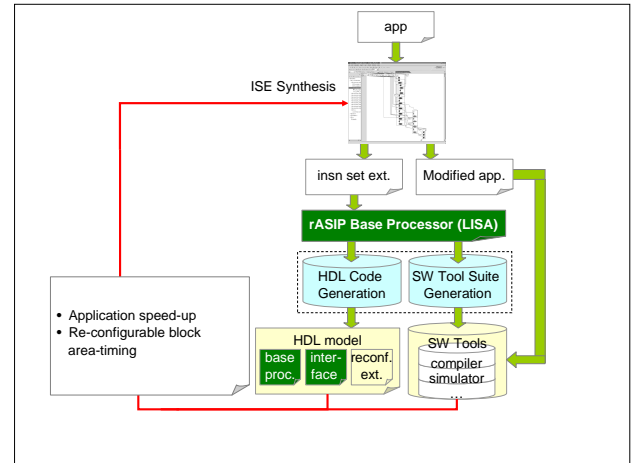 app
ISE Synthesis
insn set ext.
Modified app.
rASIP Base Processor (LISA)
HDL Code
Generation
SW Tool Suite
Generation
• Application speed-up
• Re-configurable block
area-timing
HDL model
base
proc.
inter-
face
reconf.
ext.
SW Tools
compiler
simulator
...